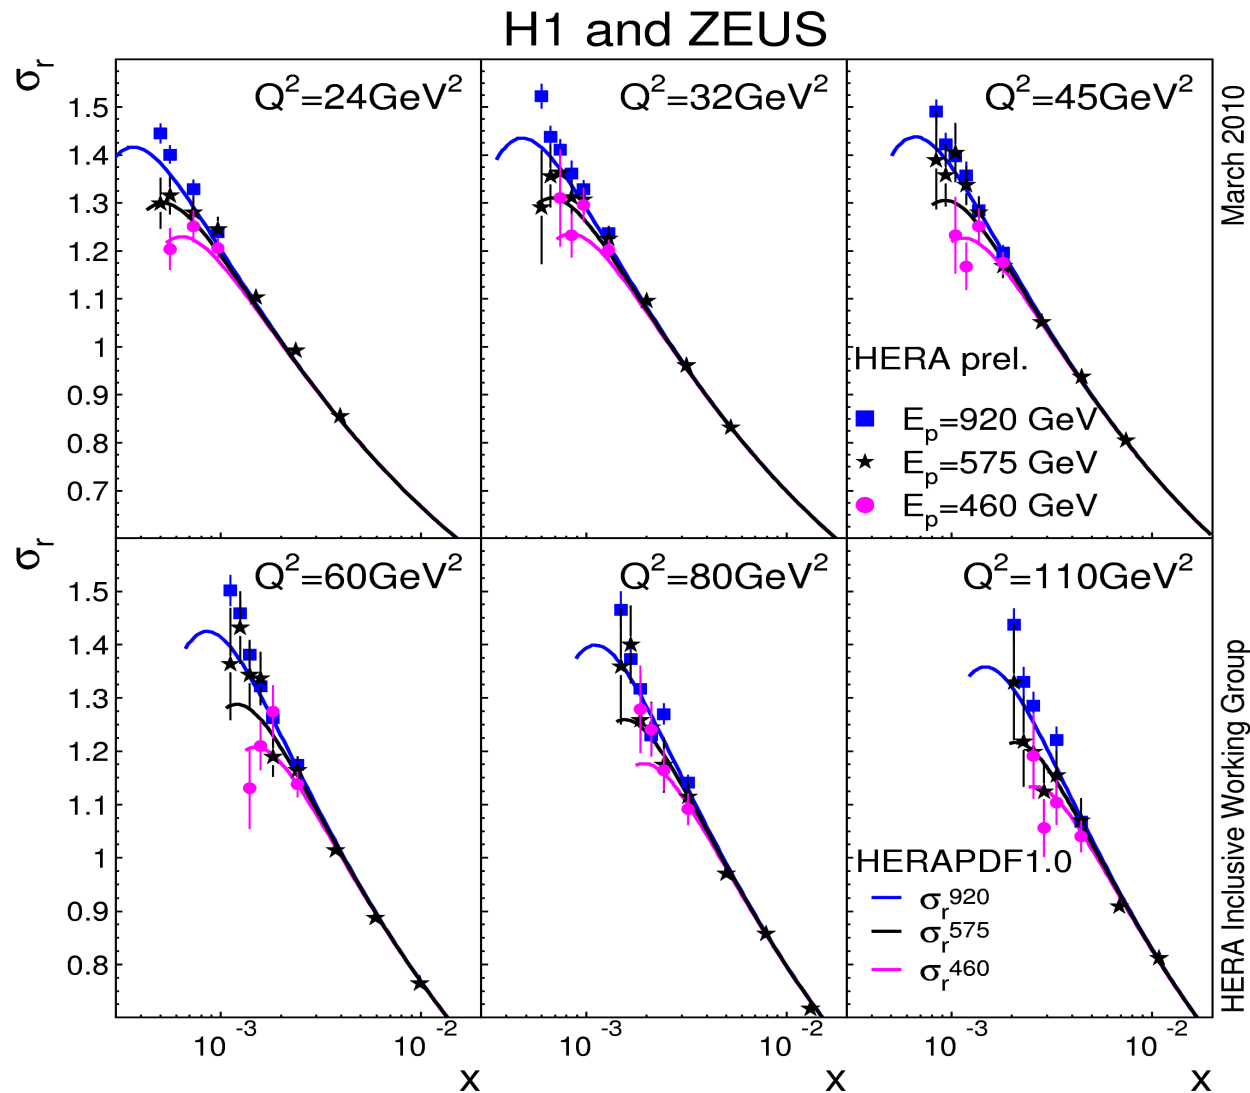 H1 and ZEUS
σr
Q²=24GeV²
Q²=32GeV²
Q²=45GeV²
March 2010
1.5
1.4
1.3
1.2
1.1
1
0.9
0.8
0.7
HERA prel.
Ep=920 GeV
Ep=575 GeV
Ep=460 GeV
σr
Q²=60GeV²
Q²=80GeV²
Q²=110GeV²
1.5
1.4
1.3
1.2
1.1
1
0.9
0.8
HERAPDF1.0
σr920
σr575
σr460
HERA Inclusive Working Group
10-3 10-2 10-3 10-2 10-3 10-2
x x x